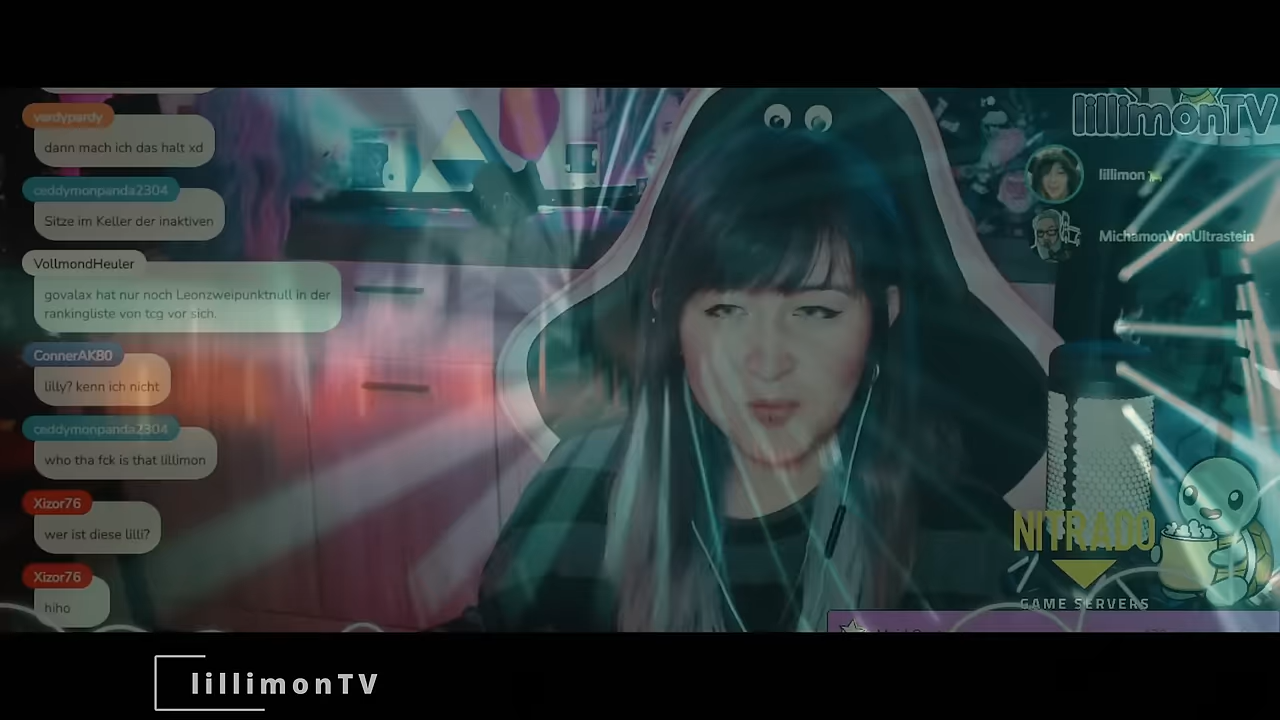 verdypardy
dann mach ich das halt xd
ceddymonpanda2304
Sitze im Keller der inaktiven
VollmondHeuler
govalax hat nur noch Leonzweipunktnull in der
rankingliste von tcg vor sich.
ConnerAK80
lilly? kenn ich nicht
ceddymonpanda2304
who tha fck is that lillimon
Xizor76
wer ist diese lilli?
Xizor76
hiho
lillimonTV
lillimon
MichamonVonUltrastein
NITRADO
GAME SERVERS
lillimonTV